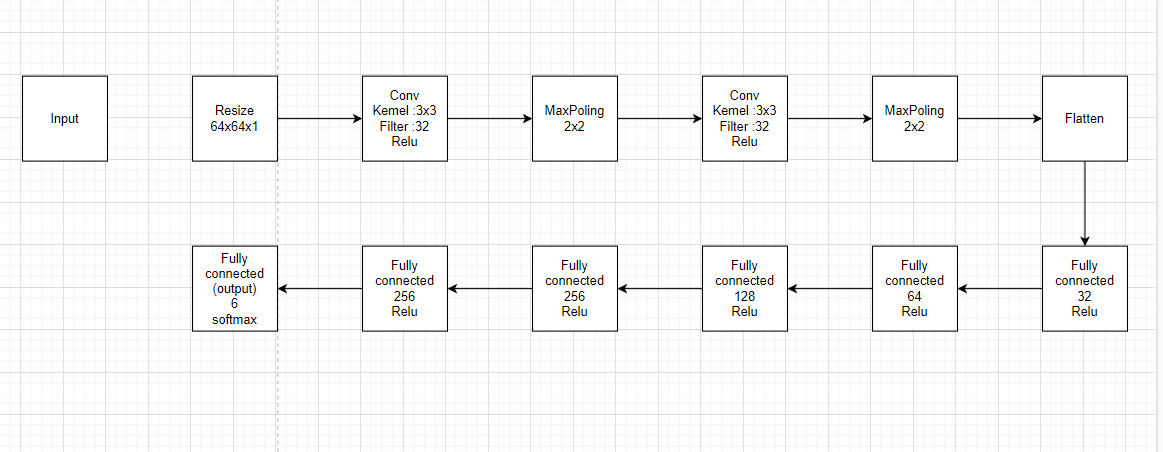 Input
Resize
64x64x1
Conv
Kemel :3x3
Filter :32
Relu
MaxPoling
2x2
Conv
Kemel :3x3
Filter :32
Relu
MaxPoling
2x2
Flatten
Fully
connected
32
Relu
Fully
connected
64
Relu
Fully
connected
128
Relu
Fully
connected
256
Relu
Fully
connected
256
Relu
Fully
connected
(output)
6
softmax